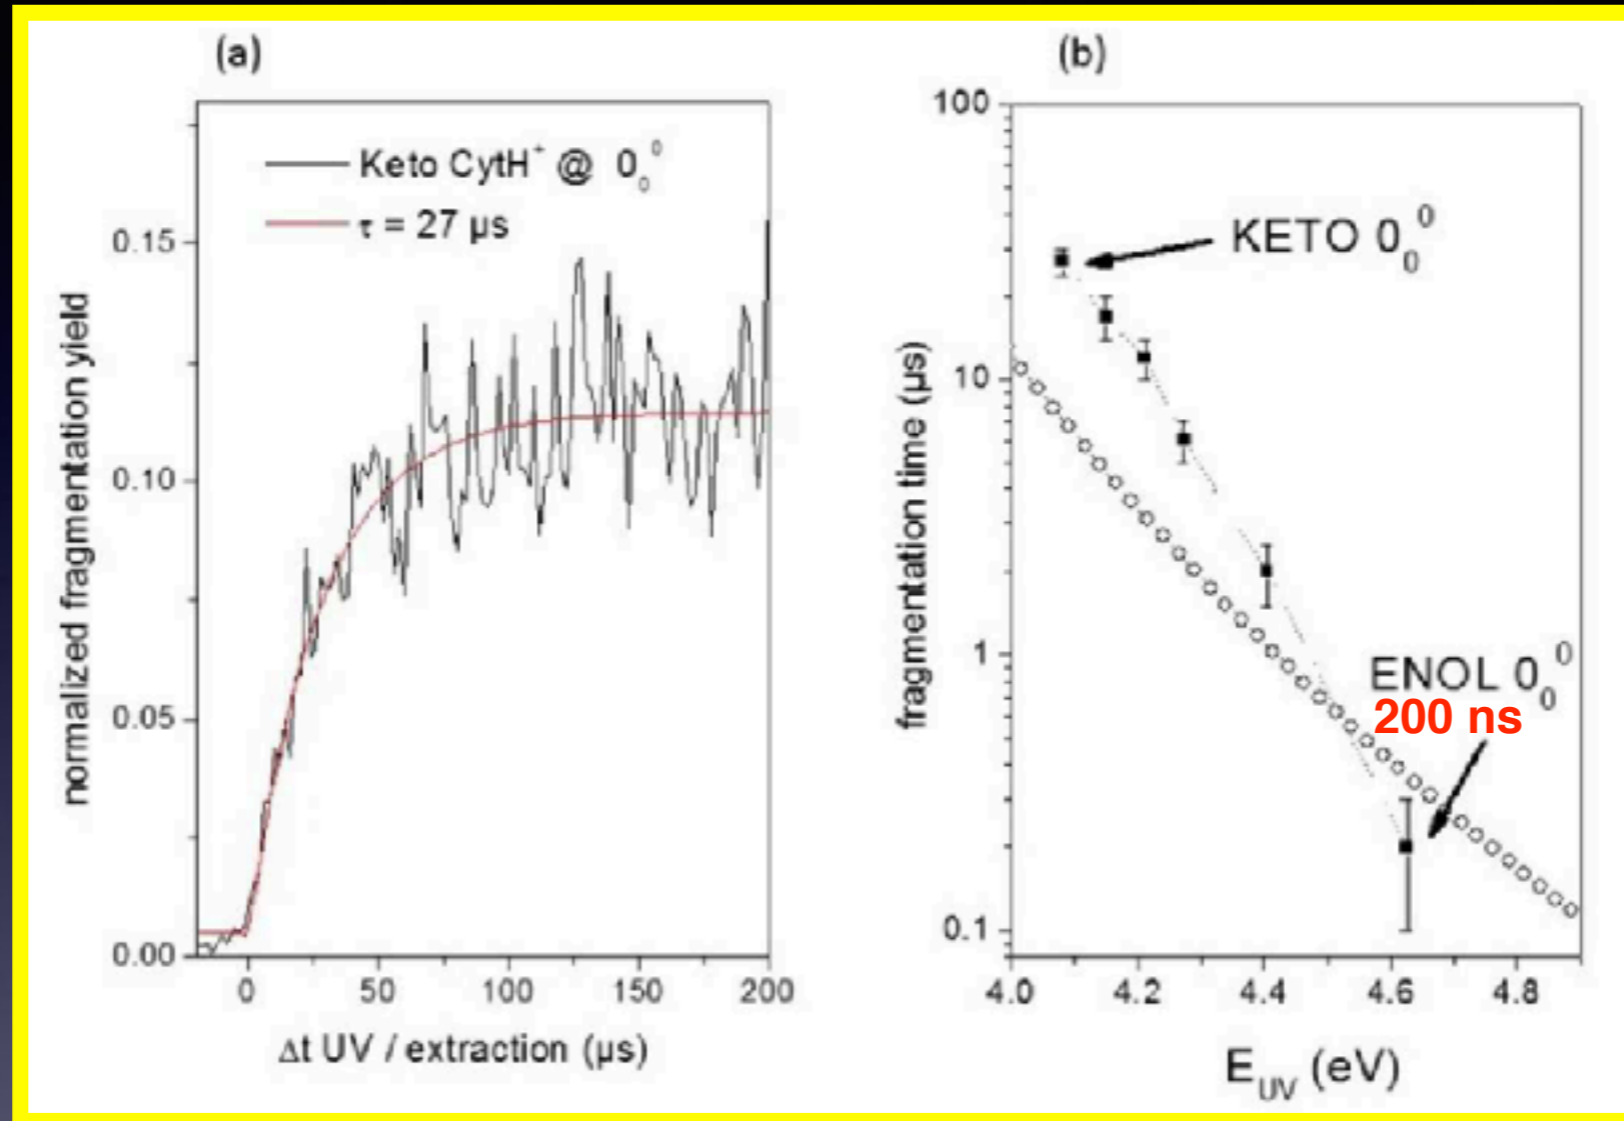 (a)
Keto CytH⁺ @ 0₀⁰
τ = 27 µs
0.15
0.10
0.05
0.00
normalized fragmentation yield
0 50 100 150 200
Δt UV / extraction (µs)
(b)
100
10
1
0.1
fragmentation time (µs)
KETO 0₀⁰
ENOL 0₀⁰
200 ns
4.0 4.2 4.4 4.6 4.8
E_UV (eV)